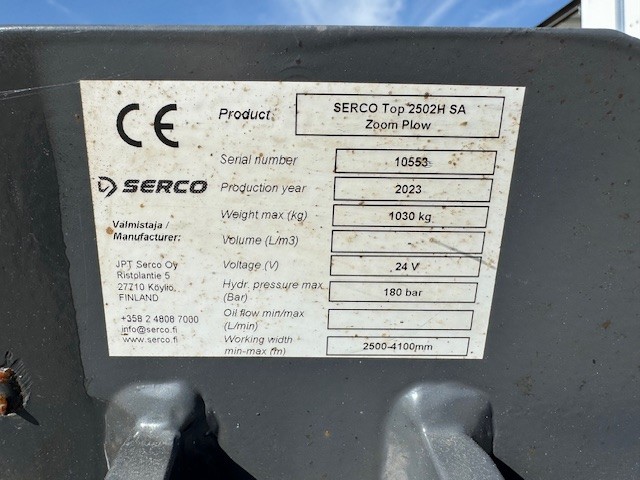 CE
Product
SERCO Top 2502H SA
Zoom Plow
Serial number
10553
SERCO
Production year
2023
Weight max (kg)
1030 kg
Valmistaja /
Manufacturer:
Volume (L/m3)
JPT Serco Oy
Ristolantie 5
27710 Köyliö,
FINLAND
Voltage (V)
24 V
Hydr. pressure max
(Bar)
180 bar
+358 2 4808 7000
info@serco.fi
www.serco.fi
Oil flow min/max
(L/min)
Working width
min-max (m)
2500-4100mm